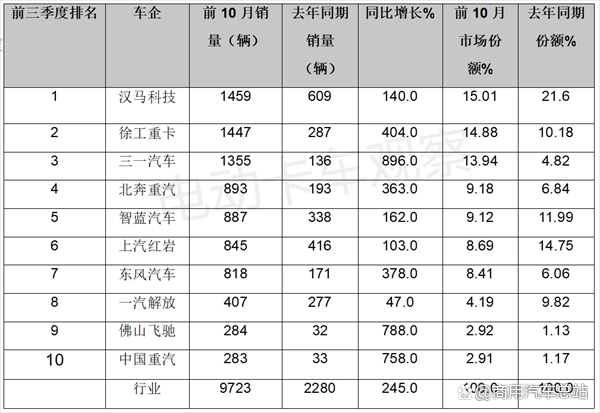 前三季度排名 车企 前 10 月销量（辆） 去年同期销量（辆） 同比增长% 前 10 月市场份额% 去年同期份额%
1 汉马科技 1459 609 140.0 15.01 21.6
2 徐工重卡 1447 287 404.0 14.88 10.18
3 三一汽车 1355 136 896.0 13.94 4.82
4 北奔重汽 893 193 363.0 9.18 6.84
5 智蓝汽车 887 338 162.0 9.12 11.99
6 上汽红岩 845 416 103.0 8.69 14.75
7 东风汽车 818 171 378.0 8.41 6.06
8 一汽解放 407 277 47.0 4.19 9.82
9 佛山飞驰 284 32 788.0 2.92 1.13
10 中国重汽 283 33 758.0 2.91 1.17
行业 9723 2280 245.0 100.0 100.0
电动卡车观察
@商用汽车总站